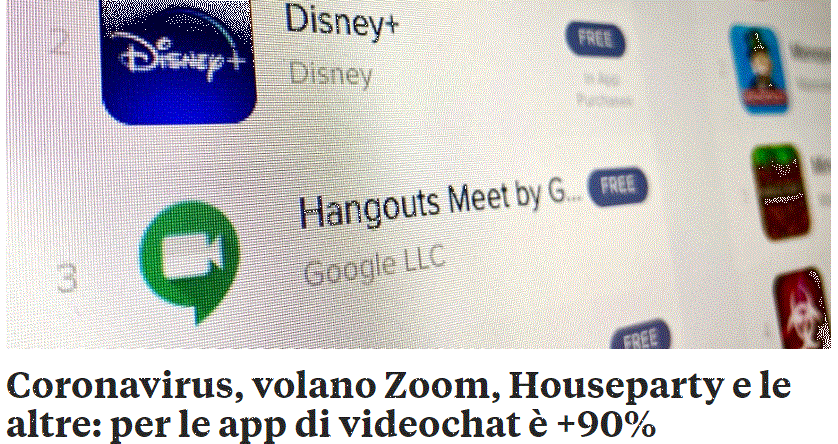 2
Disney+
Disney+
Disney
FREE
In App
Purchases
3
Hangouts Meet by G...
Google LLC
FREE
FREE
Coronavirus, volano Zoom, Houseparty e le
altre: per le app di videochat è +90%